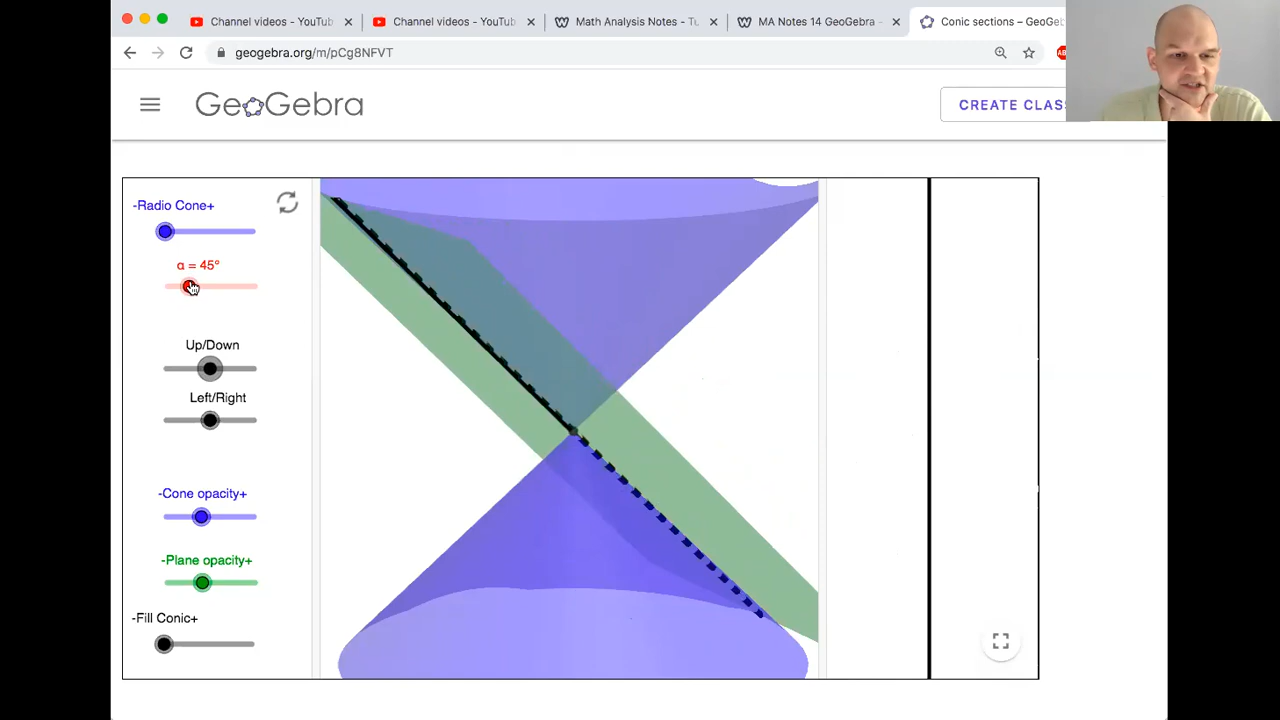 Channel videos - YouTub
Channel videos - YouTub
Math Analysis Notes - Tu
MA Notes 14 GeoGebra -
Conic sections – GeoGeb
geogebra.org/m/pCg8NFVT
GeoGebra
CREATE CLAS
-Radio Cone+
α = 45°
Up/Down
Left/Right
-Cone opacity+
-Plane opacity+
-Fill Conic+